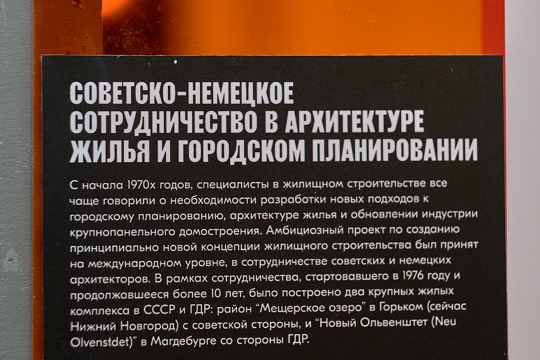 СОВЕТСКО-НЕМЕЦКОЕ
СОТРУДНИЧЕСТВО В АРХИТЕКТУРЕ
ЖИЛЬЯ И ГОРОДСКОМ ПЛАНИРОВАНИИ
С начала 1970х годов, специалисты в жилищном строительстве все
чаще говорили о необходимости разработки новых подходов к
городскому планированию, архитектуре жилья и обновлении индустрии
крупнопанельного домостроения. Амбициозный проект по созданию
принципиально новой концепции жилищного строительства был принят
на международном уровне, в сотрудничестве советских и немецких
архитекторов. В рамках сотрудничества, стартовавшего в 1976 году и
продолжавшееся более 10 лет, было построено два крупных жилых
комплекса в СССР и ГДР: район “Мещерское озеро” в Горьком (сейчас
Нижний Новгород) с советской стороны, и “Новый Ольвенштет (Neu
Olvenstdet)” в Магдебурге со стороны ГДР.